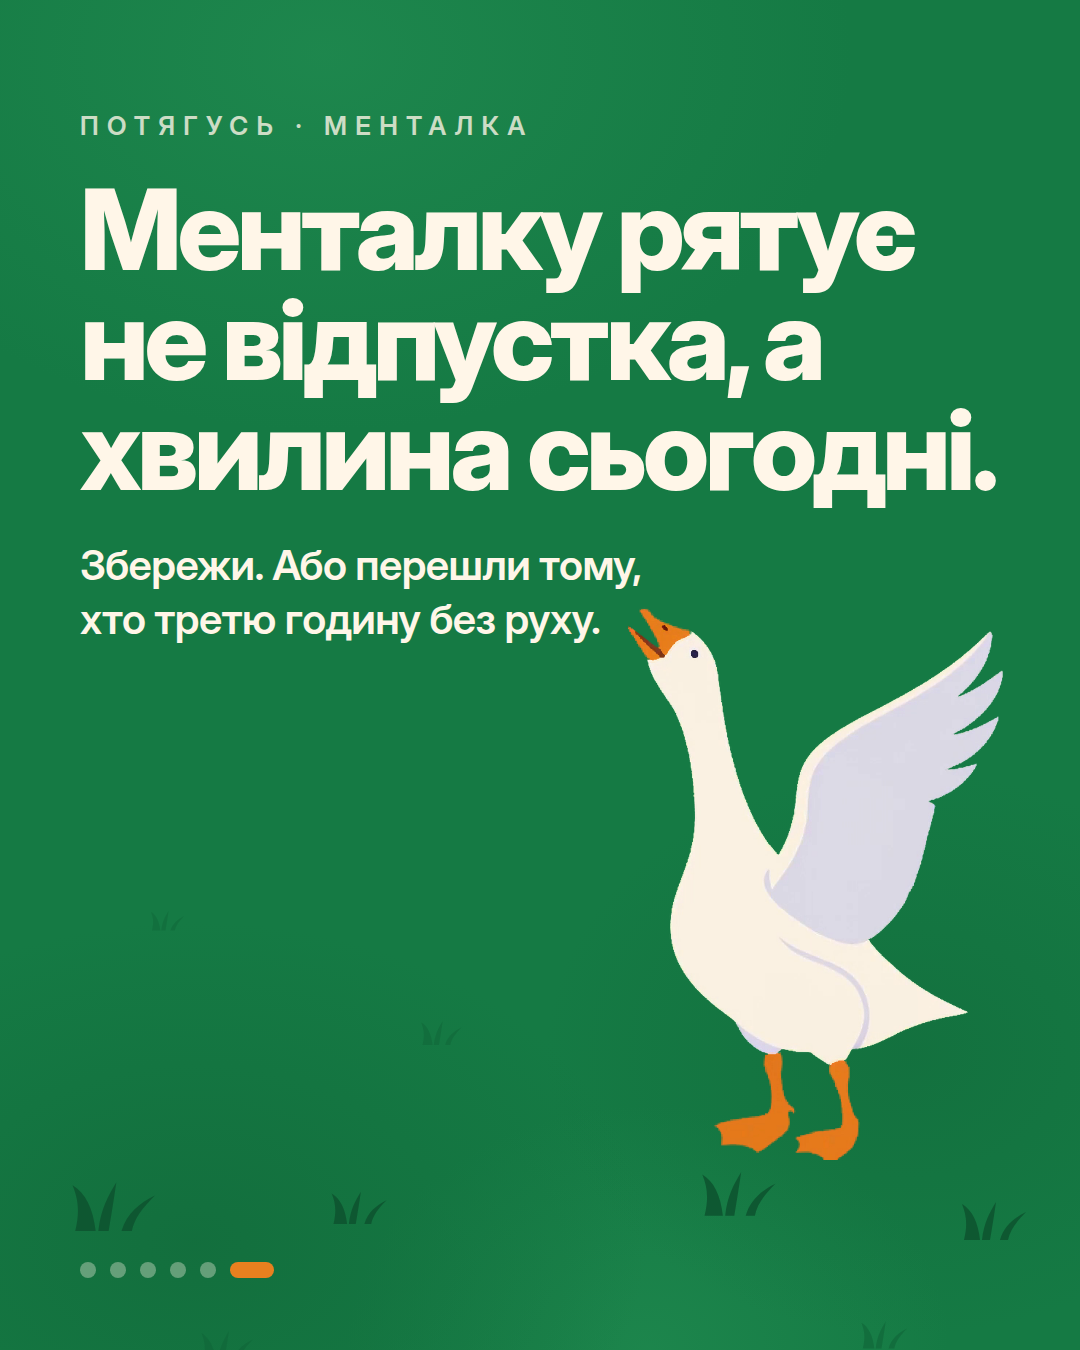 ПОТЯГУСЬ · МЕНТАЛКА
Менталку рятує
не відпустка, а
хвилина сьогодні.
Збережи. Або перешли тому,
хто третю годину без руху.